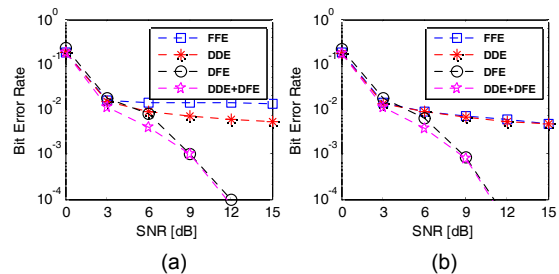 10^0
10^-1
10^-2
10^-3
10^-4
Bit Error Rate
0 3 6 9 12 15
SNR [dB]
FFE
DDE
DFE
DDE+DFE
(a)
10^0
10^-1
10^-2
10^-3
10^-4
Bit Error Rate
0 3 6 9 12 15
SNR [dB]
FFE
DDE
DFE
DDE+DFE
(b)